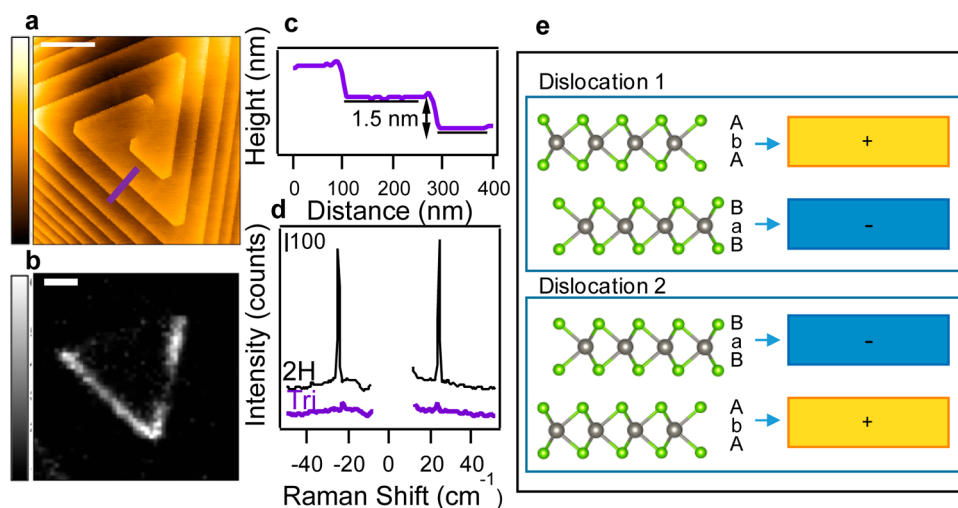 a
c
Height (nm)
1.5 nm
0 100 200 300 400
Distance (nm)
b
d
Intensity (counts)
I100
2H
Tri
-40 -20 0 20 40
Raman Shift (cm⁻¹)
e
Dislocation 1
A
b
A
+
B
a
B
-
Dislocation 2
B
a
B
-
A
b
A
+